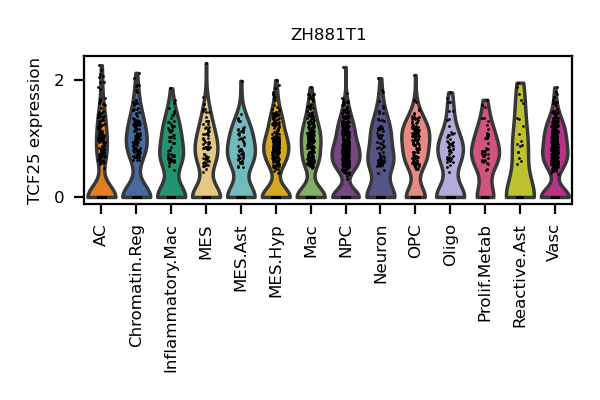 ZH881T1
TCF25 expression
2
0
AC
Chromatin.Reg
Inflammatory.Mac
MES
MES.Ast
MES.Hyp
Mac
NPC
Neuron
OPC
Oligo
Prolif.Metab
Reactive.Ast
Vasc